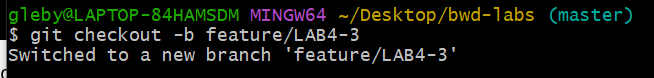 gleby@LAPTOP-84HAMSDM MINGW64 ~/Desktop/bwd-labs (master)
$ git checkout -b feature/LAB4-3
Switched to a new branch 'feature/LAB4-3'